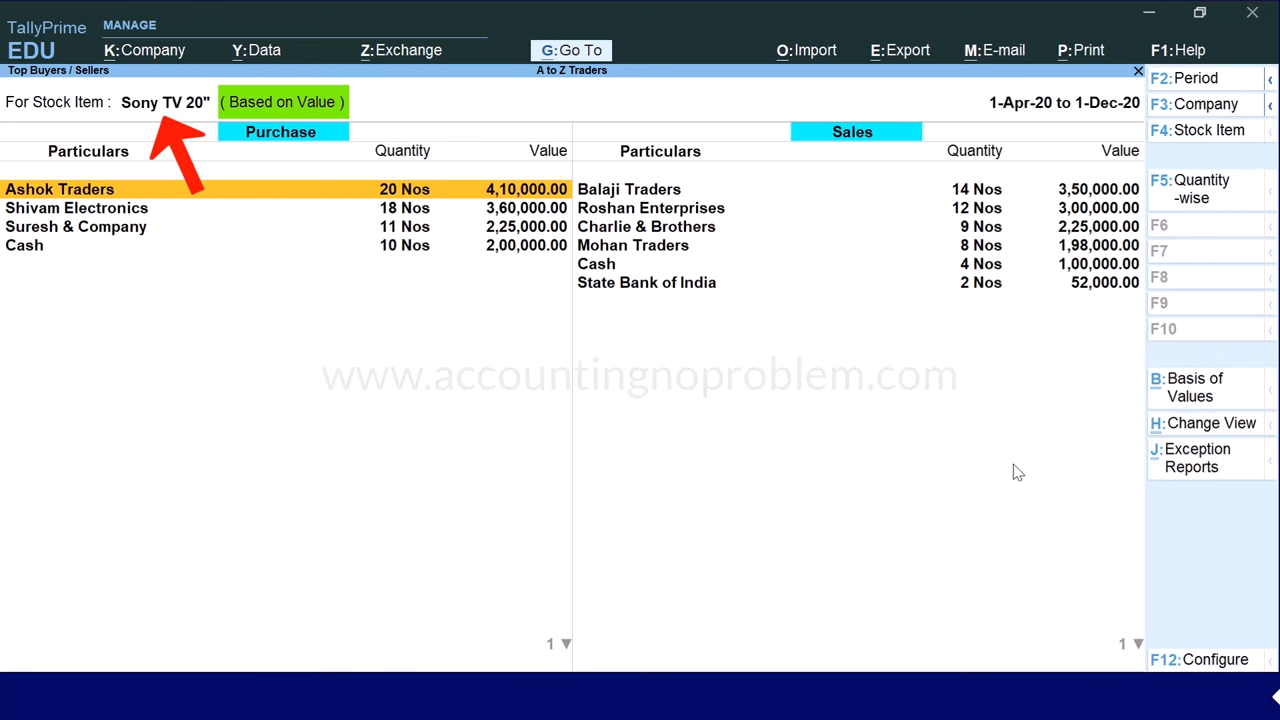 TallyPrime MANAGE
EDU K:Company Y:Data Z:Exchange G:Go To O:Import E:Export M:E-mail P:Print F1:Help
Top Buyers / Sellers A to Z Traders
For Stock Item : Sony TV 20" ( Based on Value ) 1-Apr-20 to 1-Dec-20
Purchase Sales
Particulars Quantity Value Particulars Quantity Value
Ashok Traders 20 Nos 4,10,000.00 Balaji Traders 14 Nos 3,50,000.00
Shivam Electronics 18 Nos 3,60,000.00 Roshan Enterprises 12 Nos 3,00,000.00
Suresh & Company 11 Nos 2,25,000.00 Charlie & Brothers 9 Nos 2,25,000.00
Cash 10 Nos 2,00,000.00 Mohan Traders 8 Nos 1,98,000.00
Cash 4 Nos 1,00,000.00
State Bank of India 2 Nos 52,000.00
www.accountingnoproblem.com
1 1
F2:Period
F3:Company
F4:Stock Item
F5:Quantity
-wise
F6
F7
F8
F9
F10
B:Basis of
Values
H:Change View
J:Exception
Reports
F12:Configure